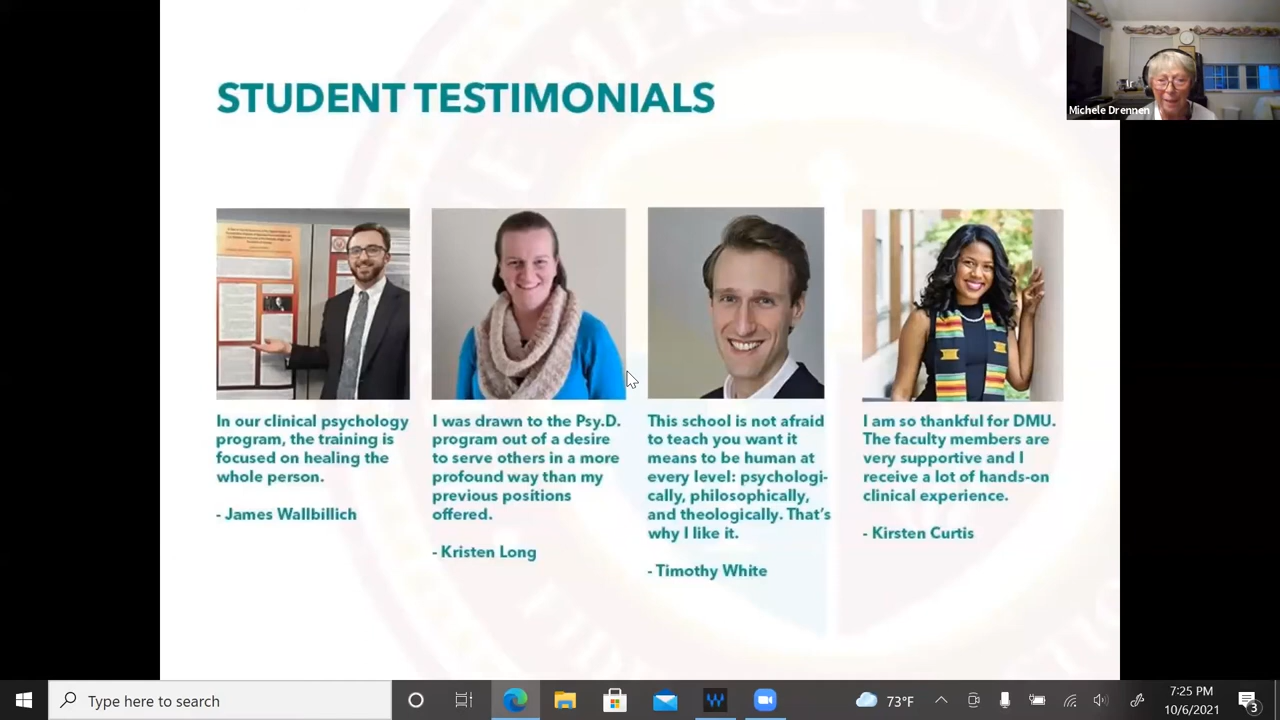 STUDENT TESTIMONIALS
Michele Drennen
In our clinical psychology
program, the training is
focused on healing the
whole person.
- James Wallbillich
I was drawn to the Psy.D.
program out of a desire
to serve others in a more
profound way than my
previous positions
offered.
- Kristen Long
This school is not afraid
to teach you want it
means to be human at
every level: psychologi-
cally, philosophically,
and theologically. That's
why I like it.
- Timothy White
I am so thankful for DMU.
The faculty members are
very supportive and I
receive a lot of hands-on
clinical experience.
- Kirsten Curtis
Type here to search
73°F
7:25 PM
10/6/2021
3